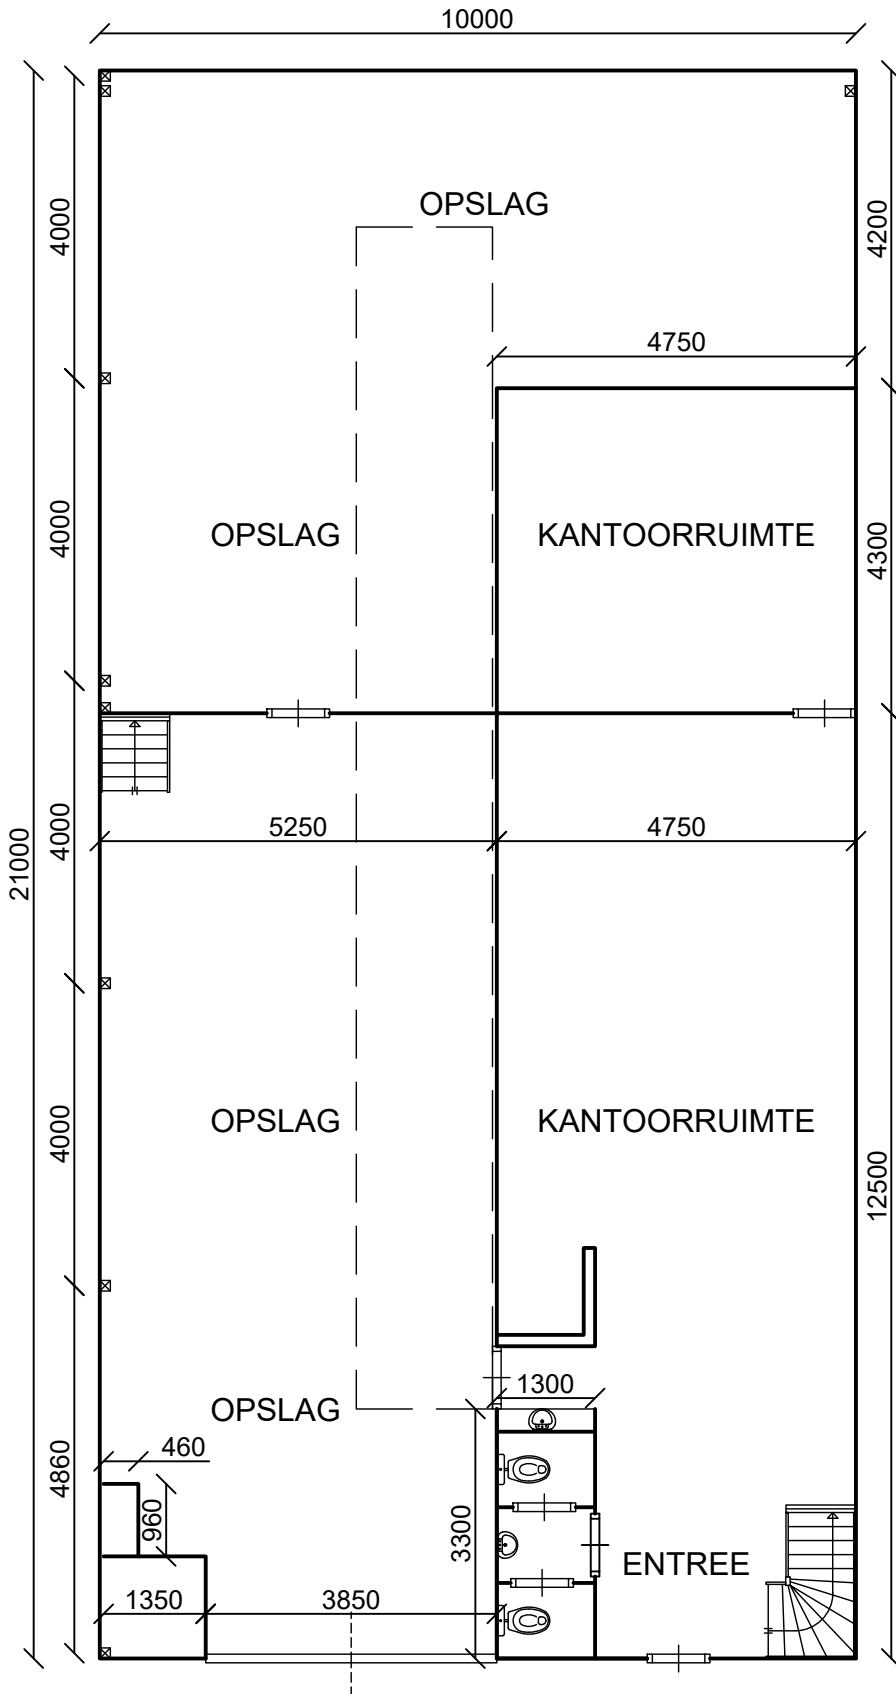 10000
OPSLAG
4000
4200
4750
OPSLAG
KANTOORRUIMTE
4000
4300
5250
4750
4000
21000
OPSLAG
KANTOORRUIMTE
4000
12500
1300
OPSLAG
460
4860
960
3300
ENTREE
1350
3850